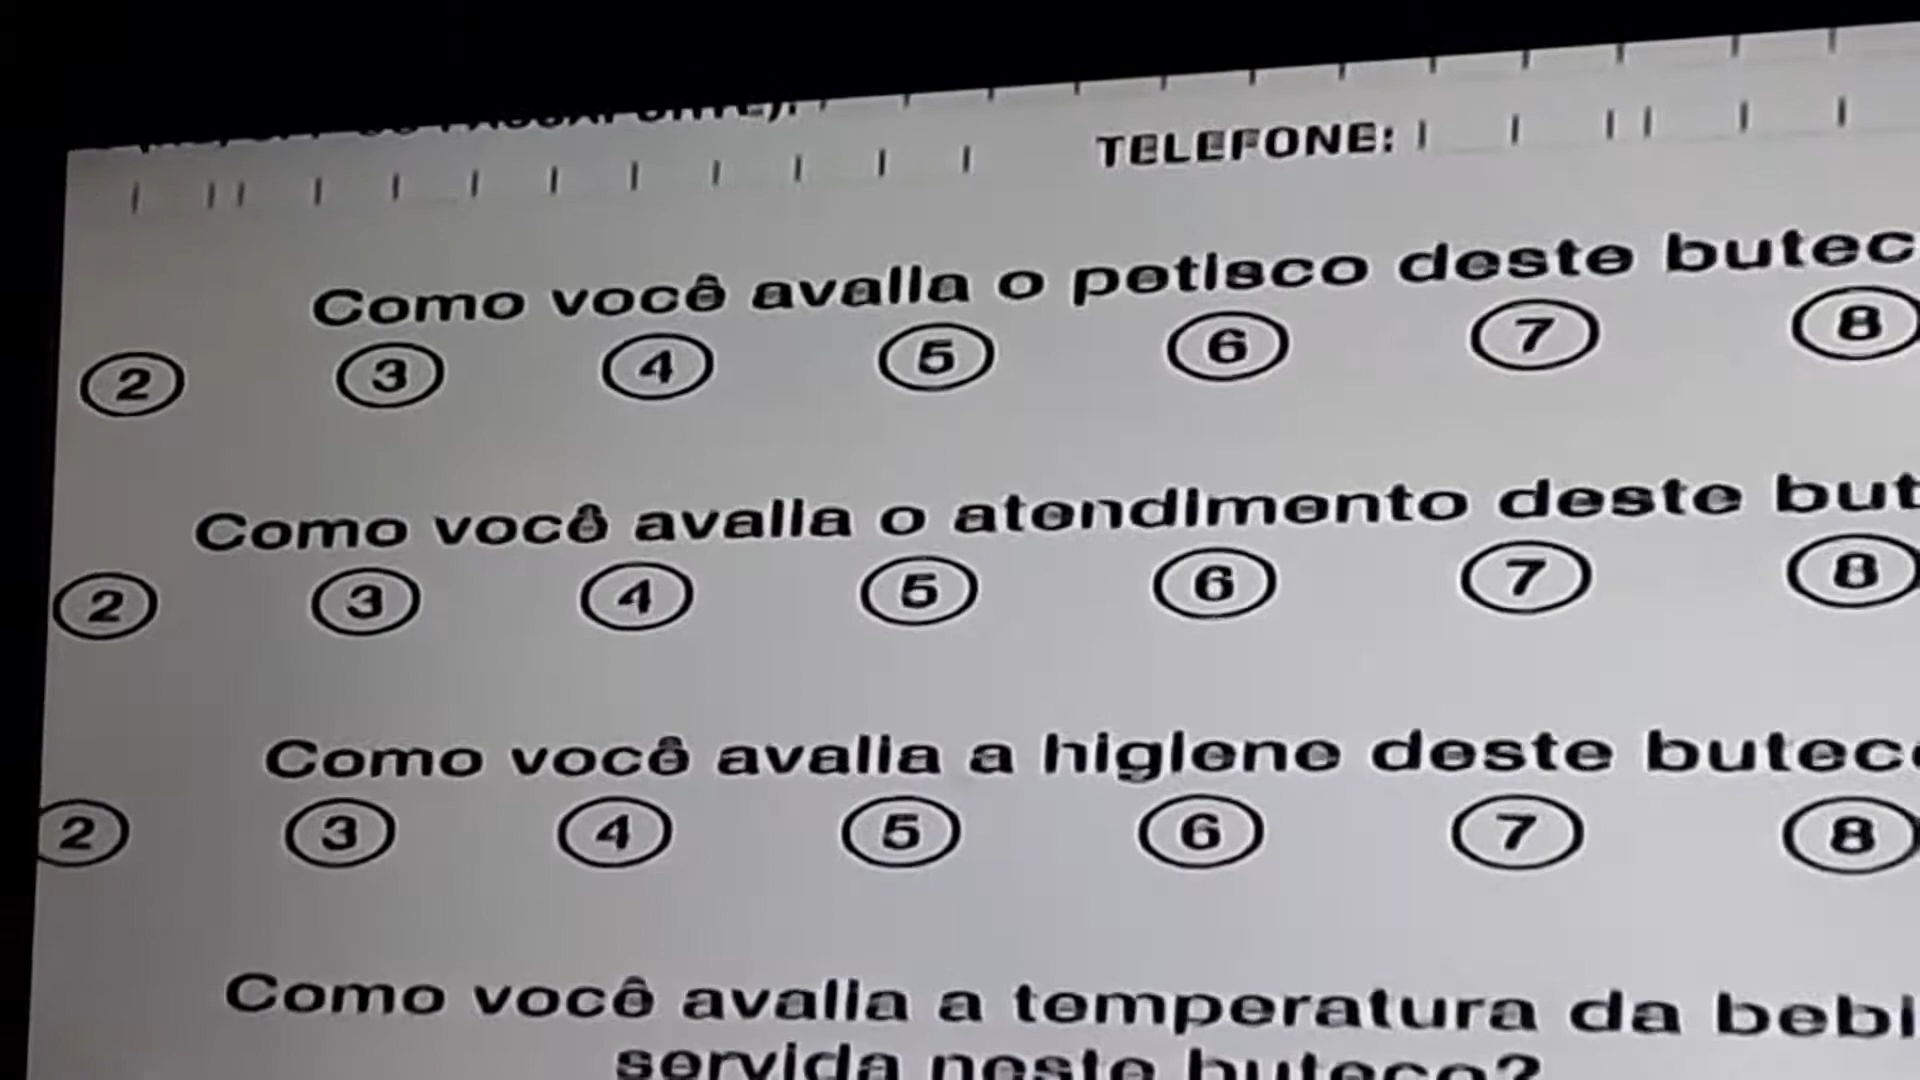 TELEFONE:
Como você avalia o petisco deste butec
2 3 4 5 6 7 8
Como você avalia o atendimento deste but
2 3 4 5 6 7 8
Como você avalia a higiene deste butec
2 3 4 5 6 7 8
Como você avalia a temperatura da bebi
servida neste buteco?